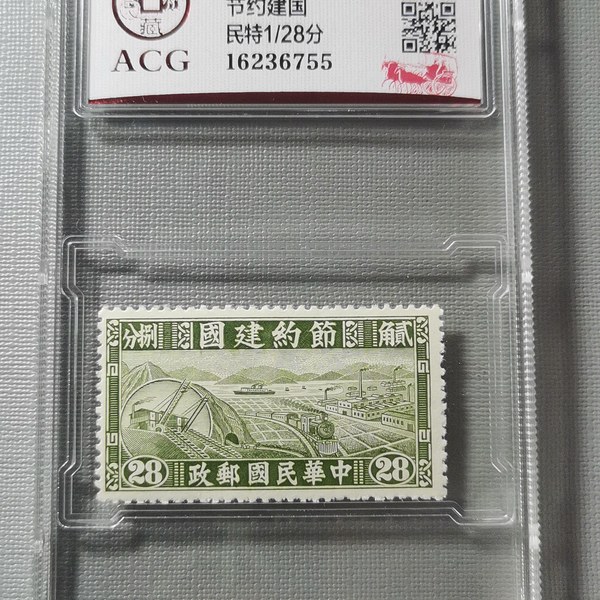 藏
ACG
节约建国
民特1/28分
16236755
貳角
節約建國
捌分
28
中華民國郵政
28